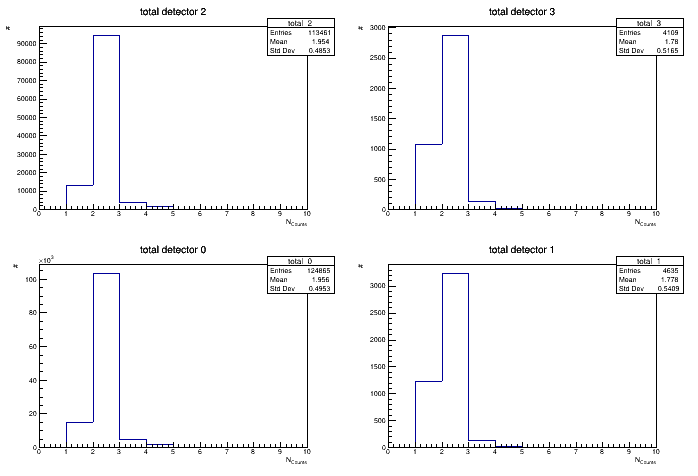 total detector 2
total_2
Entries 113461
Mean 1.954
Std Dev 0.4853
#
90000
80000
70000
60000
50000
40000
30000
20000
10000
0
0 1 2 3 4 5 6 7 8 9 10
N_Counts
total detector 3
total_3
Entries 4109
Mean 1.78
Std Dev 0.5165
#
3000
2500
2000
1500
1000
500
0
0 1 2 3 4 5 6 7 8 9 10
N_Counts
total detector 0
total_0
Entries 124865
Mean 1.956
Std Dev 0.4953
#
×10³
100
80
60
40
20
0
0 1 2 3 4 5 6 7 8 9 10
N_Counts
total detector 1
total_1
Entries 4635
Mean 1.778
Std Dev 0.5409
#
3000
2500
2000
1500
1000
500
0
0 1 2 3 4 5 6 7 8 9 10
N_Counts